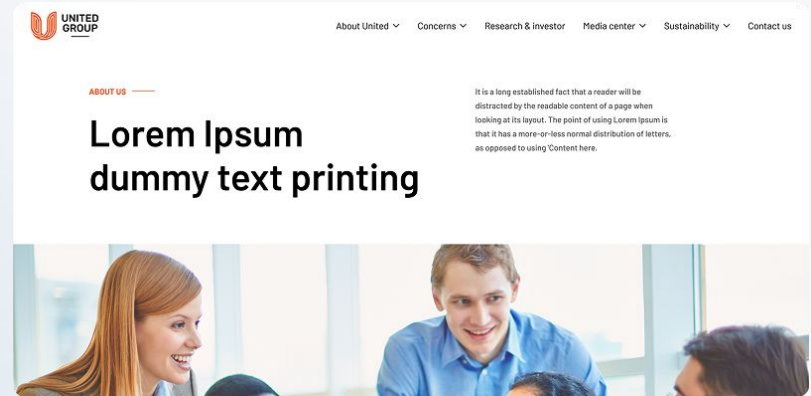 UNITED
GROUP
About United
Concerns
Research & investor
Media center
Sustainability
Contact us
ABOUT US
Lorem Ipsum
dummy text printing
It is a long established fact that a reader will be
distracted by the readable content of a page when
looking at its layout. The point of using Lorem Ipsum is
that it has a more-or-less normal distribution of letters,
as opposed to using 'Content here.